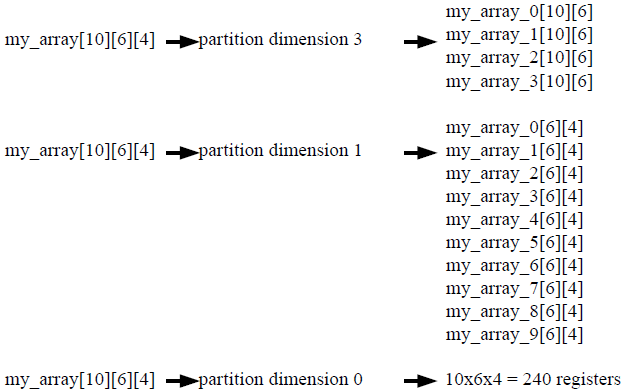 my_array_0[10][6]
my_array[10][6][4] partition dimension 3 my_array_1[10][6]
my_array_2[10][6]
my_array_3[10][6]
my_array_0[6][4]
my_array[10][6][4] partition dimension 1 my_array_1[6][4]
my_array_2[6][4]
my_array_3[6][4]
my_array_4[6][4]
my_array_5[6][4]
my_array_6[6][4]
my_array_7[6][4]
my_array_8[6][4]
my_array_9[6][4]
my_array[10][6][4] partition dimension 0 10x6x4 = 240 registers